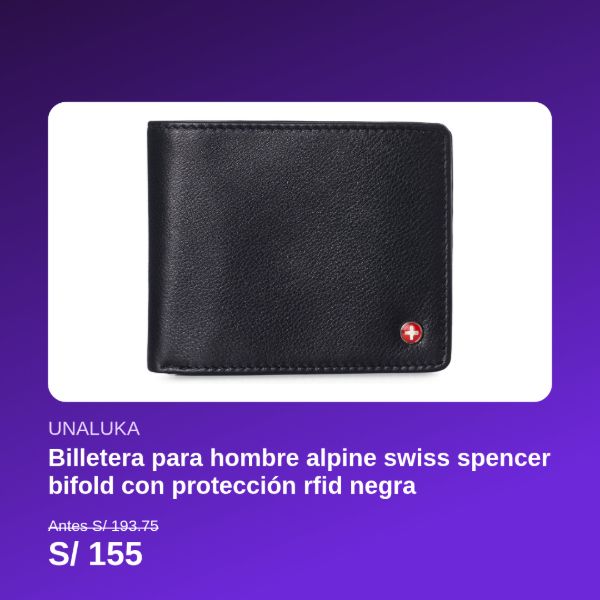 UNALUKA
Billetera para hombre alpine swiss spencer
bifold con protección rfid negra
Antes S/ 193.75
S/ 155